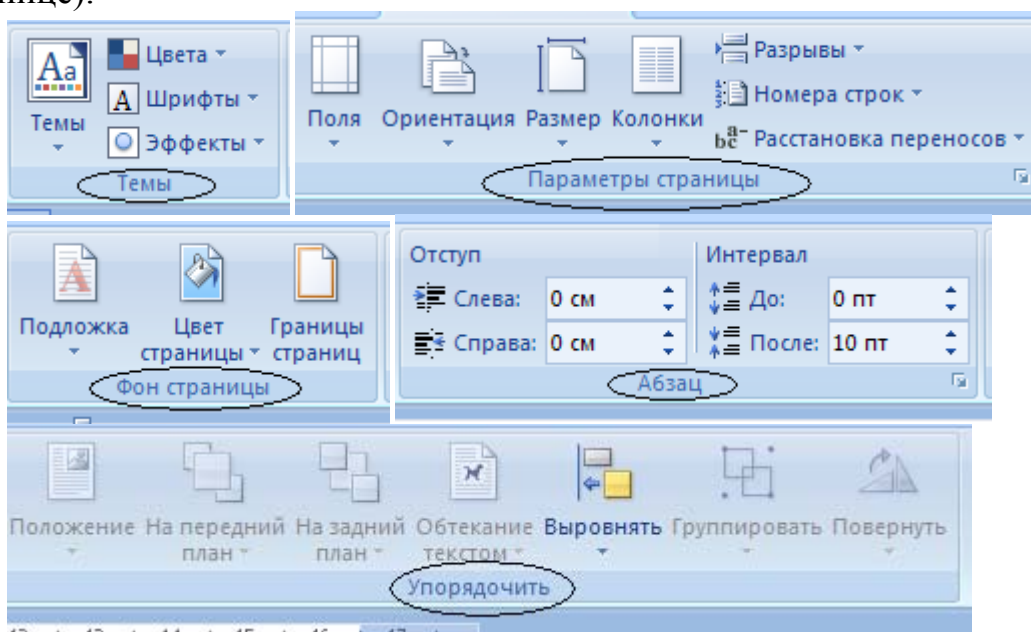 нице).
Aa Цвета
A Шрифты
Темы Эффекты
Темы
Поля Ориентация Размер Колонки
Разрывы
Номера строк
Расстановка переносов
Параметры страницы
Подложка Цвет страницы Границы страниц
Фон страницы
Отступ Интервал
Слева: 0 см До: 0 пт
Справа: 0 см После: 10 пт
Абзац
Положение На передний На задний Обтекание Выровнять Группировать Повернуть
план план текстом
Упорядочить